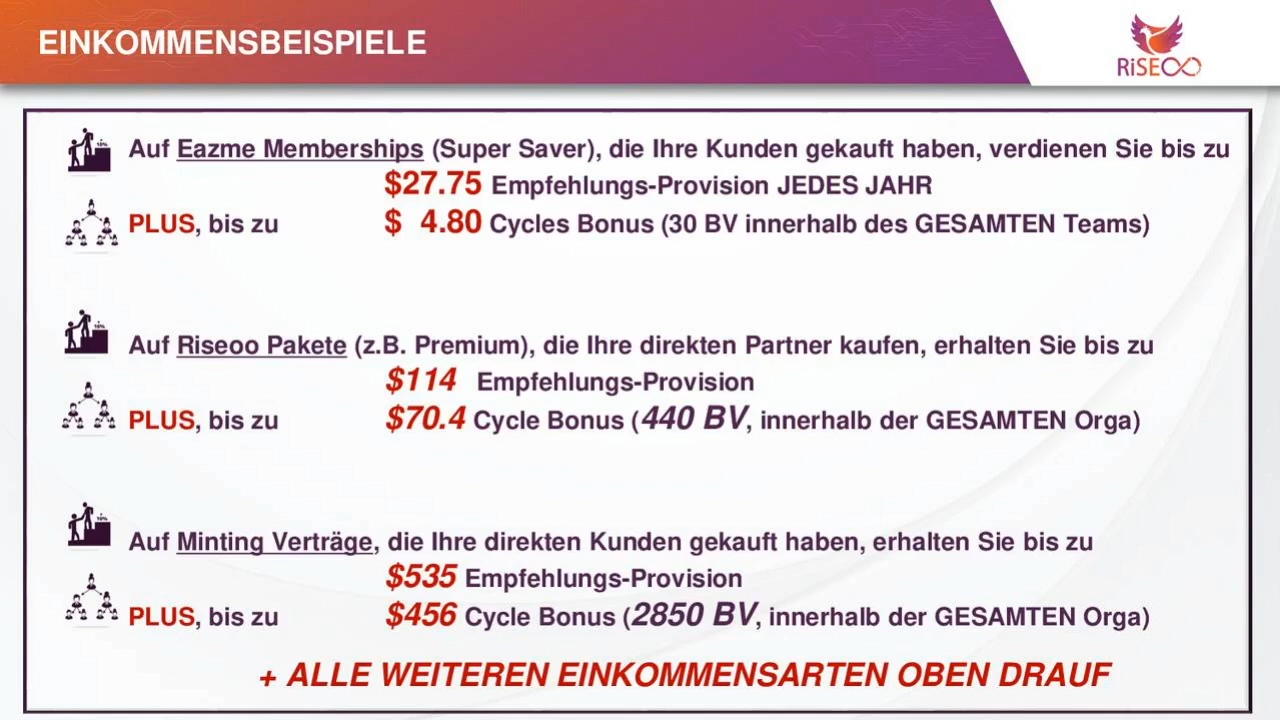 EINKOMMENSBEISPIELE
RiSEOO
Auf Eazme Memberships (Super Saver), die Ihre Kunden gekauft haben, verdienen Sie bis zu
$27.75 Empfehlungs-Provision JEDES JAHR
PLUS, bis zu $ 4.80 Cycles Bonus (30 BV innerhalb des GESAMTEN Teams)
Auf Riseoo Pakete (z.B. Premium), die Ihre direkten Partner kaufen, erhalten Sie bis zu
$114 Empfehlungs-Provision
PLUS, bis zu $70.4 Cycle Bonus (440 BV, innerhalb der GESAMTEN Orga)
Auf Minting Verträge, die Ihre direkten Kunden gekauft haben, erhalten Sie bis zu
$535 Empfehlungs-Provision
PLUS, bis zu $456 Cycle Bonus (2850 BV, innerhalb der GESAMTEN Orga)
+ ALLE WEITEREN EINKOMMENSARTEN OBEN DRAUF